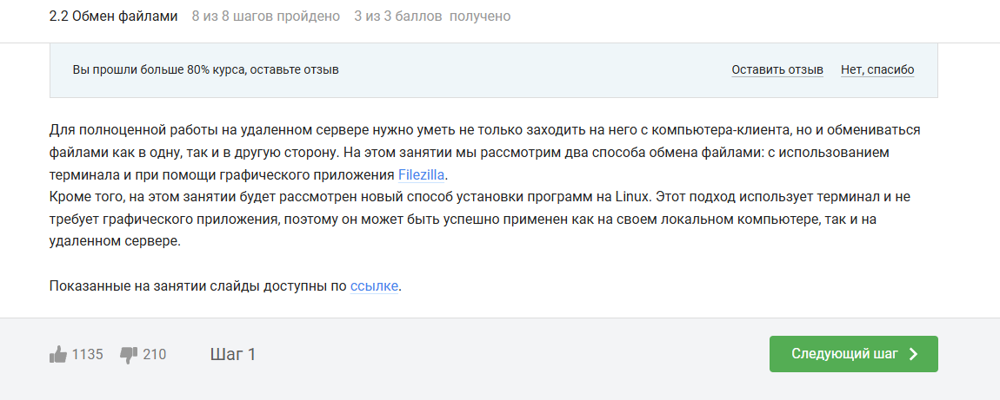 2.2 Обмен файлами 8 из 8 шагов пройдено 3 из 3 баллов получено
Вы прошли больше 80% курса, оставьте отзыв Оставить отзыв Нет, спасибо
Для полноценной работы на удаленном сервере нужно уметь не только заходить на него с компьютера-клиента, но и обмениваться
файлами как в одну, так и в другую сторону. На этом занятии мы рассмотрим два способа обмена файлами: с использованием
терминала и при помощи графического приложения Filezilla.
Кроме того, на этом занятии будет рассмотрен новый способ установки программ на Linux. Этот подход использует терминал и не
требует графического приложения, поэтому он может быть успешно применен как на своем локальном компьютере, так и на
удаленном сервере.
Показанные на занятии слайды доступны по ссылке.
1135 210 Шаг 1 Следующий шаг